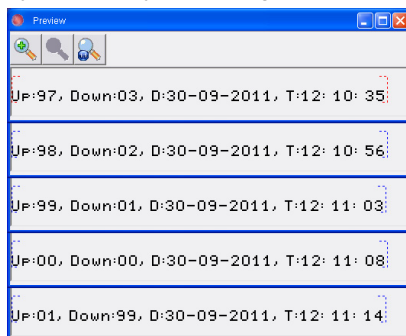 Preview
Up:97, Down:03, D:30-09-2011, T:12: 10: 35
Up:98, Down:02, D:30-09-2011, T:12: 10: 56
Up:99, Down:01, D:30-09-2011, T:12: 11: 03
Up:00, Down:00, D:30-09-2011, T:12: 11: 08
Up:01, Down:99, D:30-09-2011, T:12: 11: 14